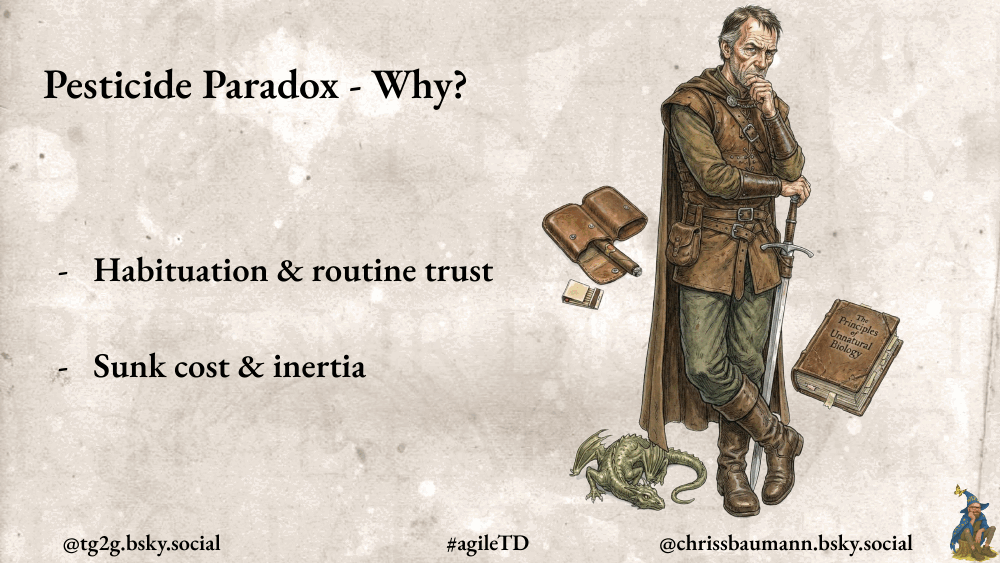 Pesticide Paradox - Why?
- Habituation & routine trust
- Sunk cost & inertia
The
Principles
of
Unnatural
Biology
@tg2g.bsky.social
#agileTD
@chrissbaumann.bsky.social